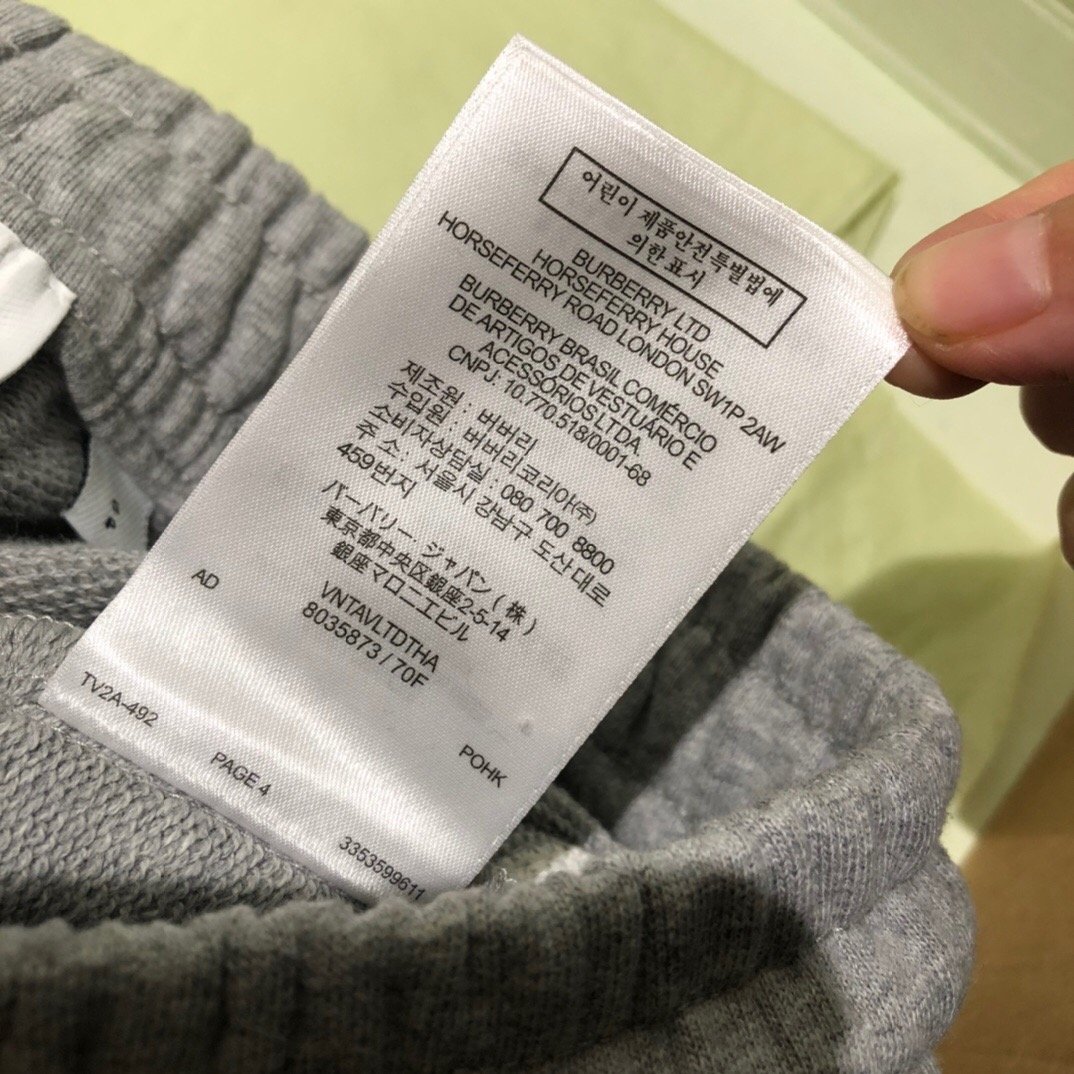 어린이 제품안전특별법에
의한표시
BURBERRY LTD
HORSEFERRY HOUSE
HORSEFERRY ROAD LONDON SW1P 2AW
BURBERRY BRASIL COMÉRCIO
DE ARTIGOS DE VESTUÁRIO E
ACESSÓRIOS LTDA.
CNPJ: 10.770.518/0001-68
제조원 : 버버리
수입원 : 버버리코리아(주)
소비자상담실 : 080 700 8800
주 소 : 서울시 강남구 도산대로
459번지
バーバリー ジャパン ( 株 )
東京都中央区銀座2-5-14
銀座マロニエビル
AD
VNTAVLTDTHA
8035873 / 70F
TV2A-492
POHK
PAGE 4
3353599611